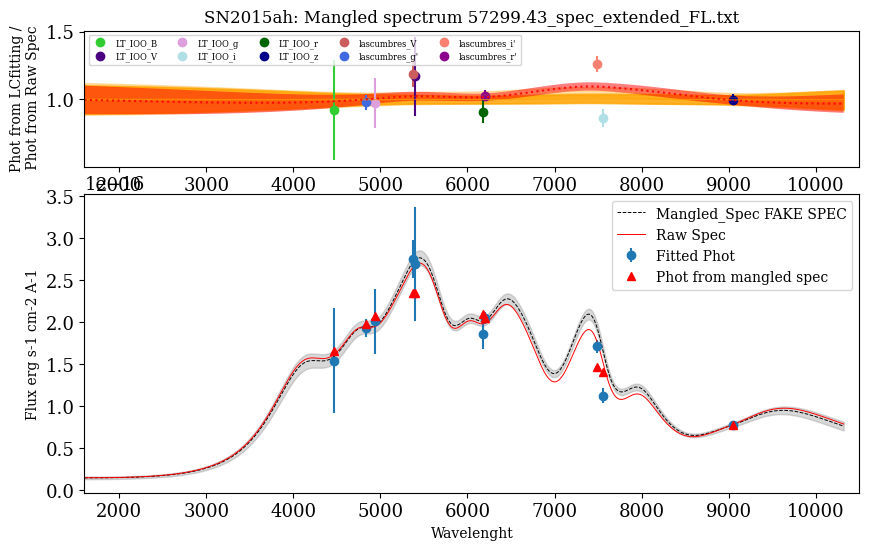 SN2015ah: Mangled spectrum 57299.43_spec_extended_FL.txt
Phot from LCfitting /
Phot from Raw Spec
1.5
1.0
LT_IOO_B LT_IOO_g LT_IOO_r lascumbres_V lascumbres_i'
LT_IOO_V LT_IOO_i LT_IOO_z lascumbres_g' lascumbres_r'
2000 3000 4000 5000 6000 7000 8000 9000 10000
1e−16
Flux erg s-1 cm-2 A-1
3.5
3.0
2.5
2.0
1.5
1.0
0.5
0.0
Mangled_Spec FAKE SPEC
Raw Spec
Fitted Phot
Phot from mangled spec
2000 3000 4000 5000 6000 7000 8000 9000 10000
Wavelenght